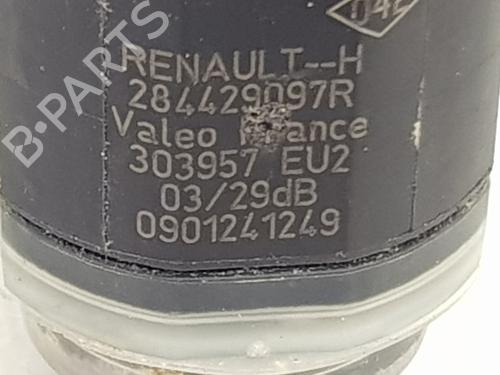 RENAULT--H
284429097R
Valeo France
303957 EU2
03/29dB
0901241249
B-PARTS